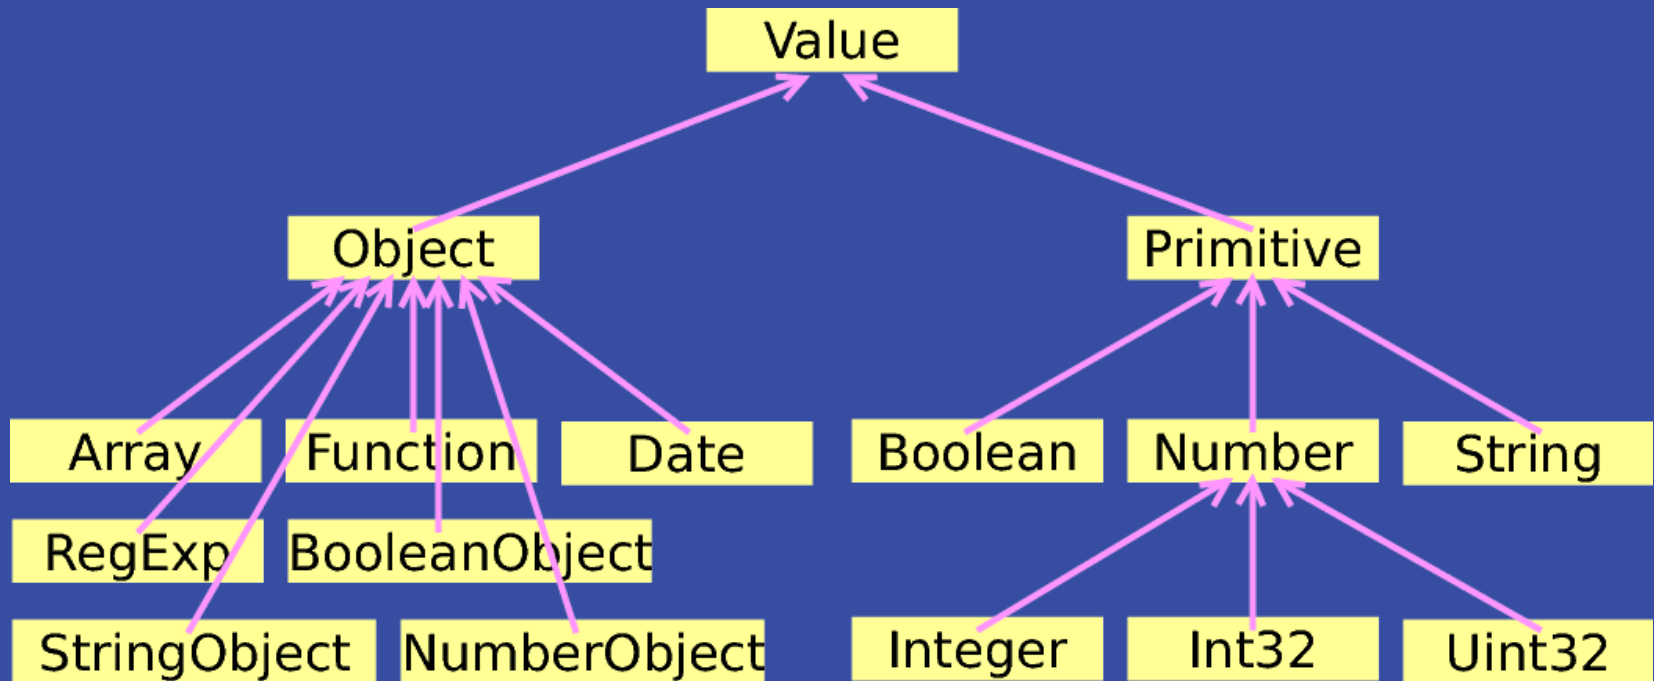 Value
Object
Primitive
Array
Function
Date
Boolean
Number
String
RegExp
BooleanObject
StringObject
NumberObject
Integer
Int32
Uint32